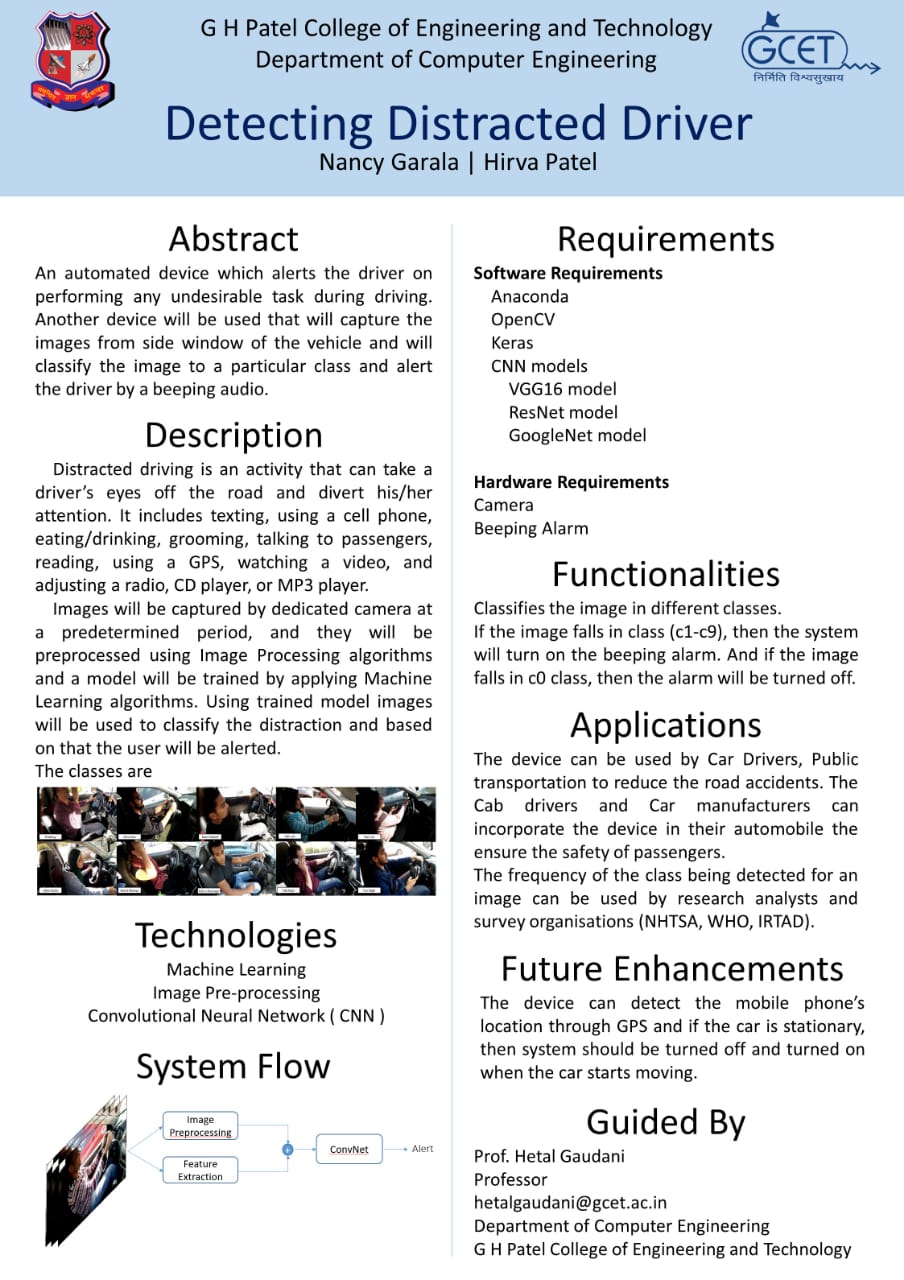 G H Patel College of Engineering and Technology
Department of Computer Engineering
GCET
निर्मिति विश्वसुखाय
Detecting Distracted Driver
Nancy Garala | Hirva Patel
Abstract
An automated device which alerts the driver on
performing any undesirable task during driving.
Another device will be used that will capture the
images from side window of the vehicle and will
classify the image to a particular class and alert
the driver by a beeping audio.
Description
Distracted driving is an activity that can take a
driver’s eyes off the road and divert his/her
attention. It includes texting, using a cell phone,
eating/drinking, grooming, talking to passengers,
reading, using a GPS, watching a video, and
adjusting a radio, CD player, or MP3 player.
Images will be captured by dedicated camera at
a predetermined period, and they will be
preprocessed using Image Processing algorithms
and a model will be trained by applying Machine
Learning algorithms. Using trained model images
will be used to classify the distraction and based
on that the user will be alerted.
The classes are
Technologies
Machine Learning
Image Pre-processing
Convolutional Neural Network ( CNN )
System Flow
Image
Preprocessing
Feature
Extraction
+
ConvNet
Alert
Requirements
Software Requirements
Anaconda
OpenCV
Keras
CNN models
VGG16 model
ResNet model
GoogleNet model
Hardware Requirements
Camera
Beeping Alarm
Functionalities
Classifies the image in different classes.
If the image falls in class (c1-c9), then the system
will turn on the beeping alarm. And if the image
falls in c0 class, then the alarm will be turned off.
Applications
The device can be used by Car Drivers, Public
transportation to reduce the road accidents. The
Cab drivers and Car manufacturers can
incorporate the device in their automobile the
ensure the safety of passengers.
The frequency of the class being detected for an
image can be used by research analysts and
survey organisations (NHTSA, WHO, IRTAD).
Future Enhancements
The device can detect the mobile phone’s
location through GPS and if the car is stationary,
then system should be turned off and turned on
when the car starts moving.
Guided By
Prof. Hetal Gaudani
Professor
hetalgaudani@gcet.ac.in
Department of Computer Engineering
G H Patel College of Engineering and Technology